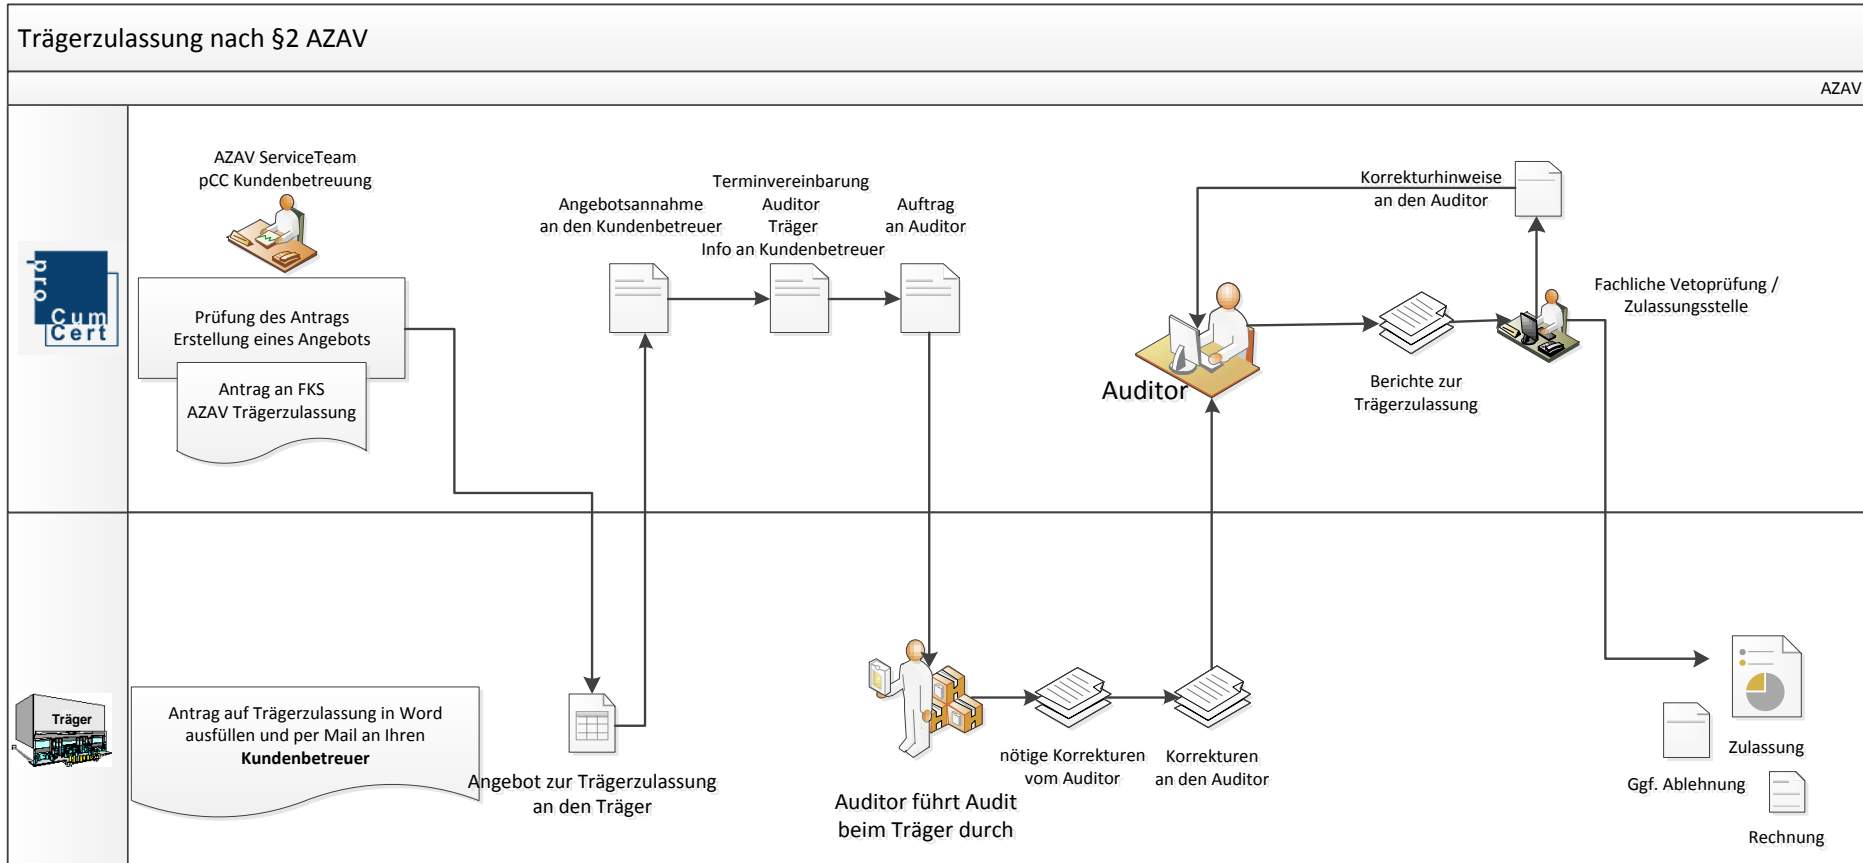 Trägerzulassung nach §2 AZAV
AZAV
AZAV ServiceTeam
pCC Kundenbetreuung
Prüfung des Antrags
Erstellung eines Angebots
Antrag an FKS
AZAV Trägerzulassung
Angebotsannahme
an den Kundenbetreuer
Terminvereinbarung
Auditor
Träger
Info an Kundenbetreuer
Auftrag
an Auditor
Auditor
Korrekturhinweise
an den Auditor
Berichte zur
Trägerzulassung
Fachliche Vetoprüfung /
Zulassungsstelle
pro
Cum
Cert
Träger
Antrag auf Trägerzulassung in Word
ausfüllen und per Mail an Ihren
Kundenbetreuer
Angebot zur Trägerzulassung
an den Träger
Auditor führt Audit
beim Träger durch
nötige Korrekturen
vom Auditor
Korrekturen
an den Auditor
Zulassung
Ggf. Ablehnung
Rechnung